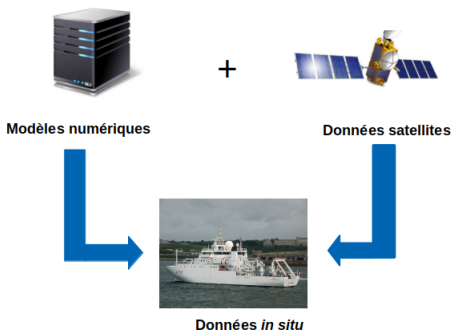 +
Modèles numériques
Données satellites
Données in situ